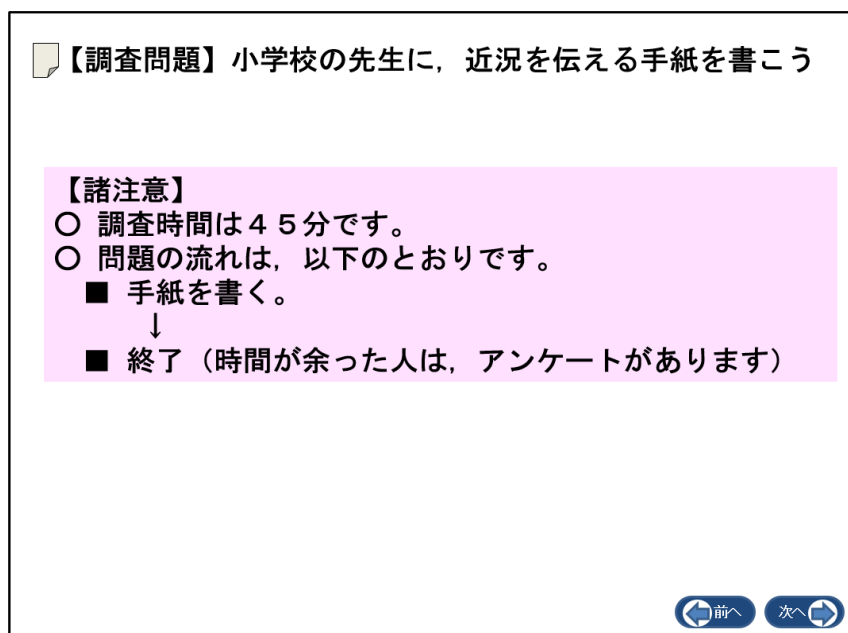 【調査問題】小学校の先生に，近況を伝える手紙を書こう
【諸注意】
○ 調査時間は４５分です。
○ 問題の流れは，以下のとおりです。
■ 手紙を書く。
↓
■ 終了（時間が余った人は，アンケートがあります）
前へ
次へ